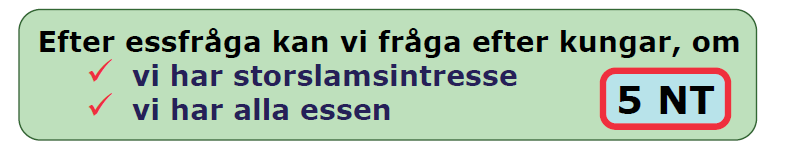 Efter essfråga kan vi fråga efter kungar, om
✓ vi har storslamsintresse
✓ vi har alla essen
5 NT